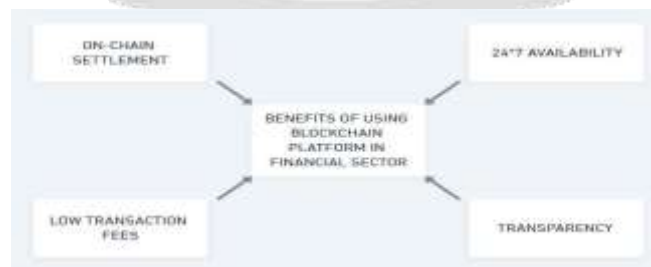 ON-CHAIN
SETTLEMENT
24*7 AVAILABILITY
BENEFITS OF USING
BLOCKCHAIN
PLATFORM IN
FINANCIAL SECTOR
LOW TRANSACTION
FEES
TRANSPARENCY